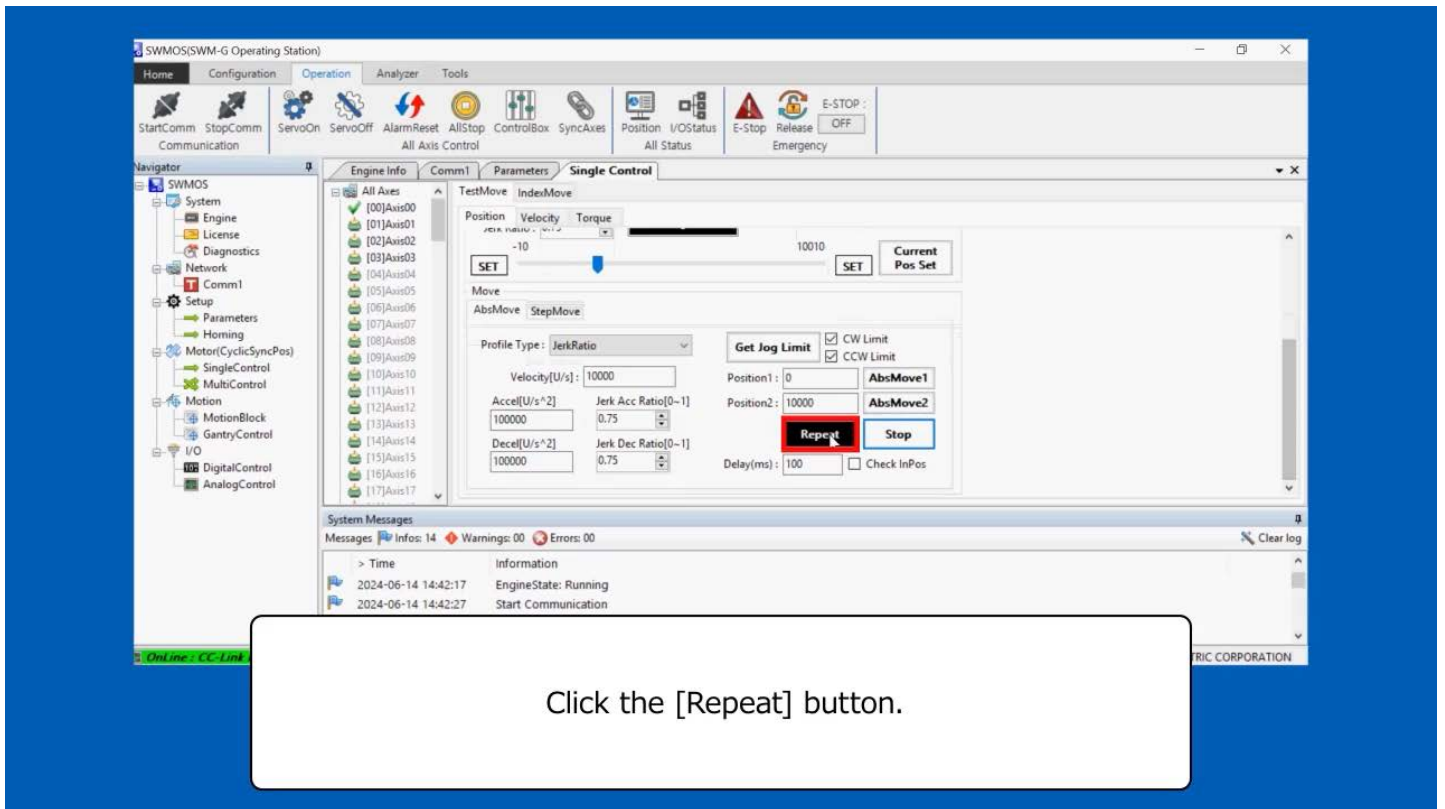 SWMOS(SWM-G Operating Station)
Home Configuration Operation Analyzer Tools
StartComm StopComm ServoOn ServoOff AlarmReset AllStop ControlBox SyncAxes Position I/OStatus E-Stop Release E-STOP : OFF
Communication All Axis Control All Status Emergency
Navigator
SWMOS
System
Engine
License
Diagnostics
Network
Comm1
Setup
Parameters
Homing
Motor(CyclicSyncPos)
SingleControl
MultiControl
Motion
MotionBlock
GantryControl
I/O
DigitalControl
AnalogControl
Engine Info Comm1 Parameters Single Control
All Axes
[00]Axis00
[01]Axis01
[02]Axis02
[03]Axis03
[04]Axis04
[05]Axis05
[06]Axis06
[07]Axis07
[08]Axis08
[09]Axis09
[10]Axis10
[11]Axis11
[12]Axis12
[13]Axis13
[14]Axis14
[15]Axis15
[16]Axis16
[17]Axis17
TestMove IndexMove
Position Velocity Torque
-10 10010
SET SET Current Pos Set
Move
AbsMove StepMove
Profile Type : JerkRatio
Velocity[U/s] : 10000
Accel[U/s^2] Jerk Acc Ratio[0~1]
100000 0.75
Decel[U/s^2] Jerk Dec Ratio[0~1]
100000 0.75
Get Jog Limit CW Limit
CCW Limit
Position1 : 0 AbsMove1
Position2 : 10000 AbsMove2
Repeat Stop
Delay(ms) : 100 Check InPos
System Messages
Messages Infos: 14 Warnings: 00 Errors: 00 Clear log
> Time Information
2024-06-14 14:42:17 EngineState: Running
2024-06-14 14:42:27 Start Communication
OnLine : CC-Link
TRIC CORPORATION
Click the [Repeat] button.